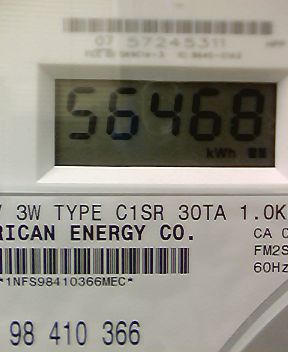 07 57245311
56468
kWh
3W TYPE C1SR 30TA 1.0K
RICAN ENERGY CO.
CA 0
FM2S
60Hz
*1NFS98410366MEC*
98 410 366